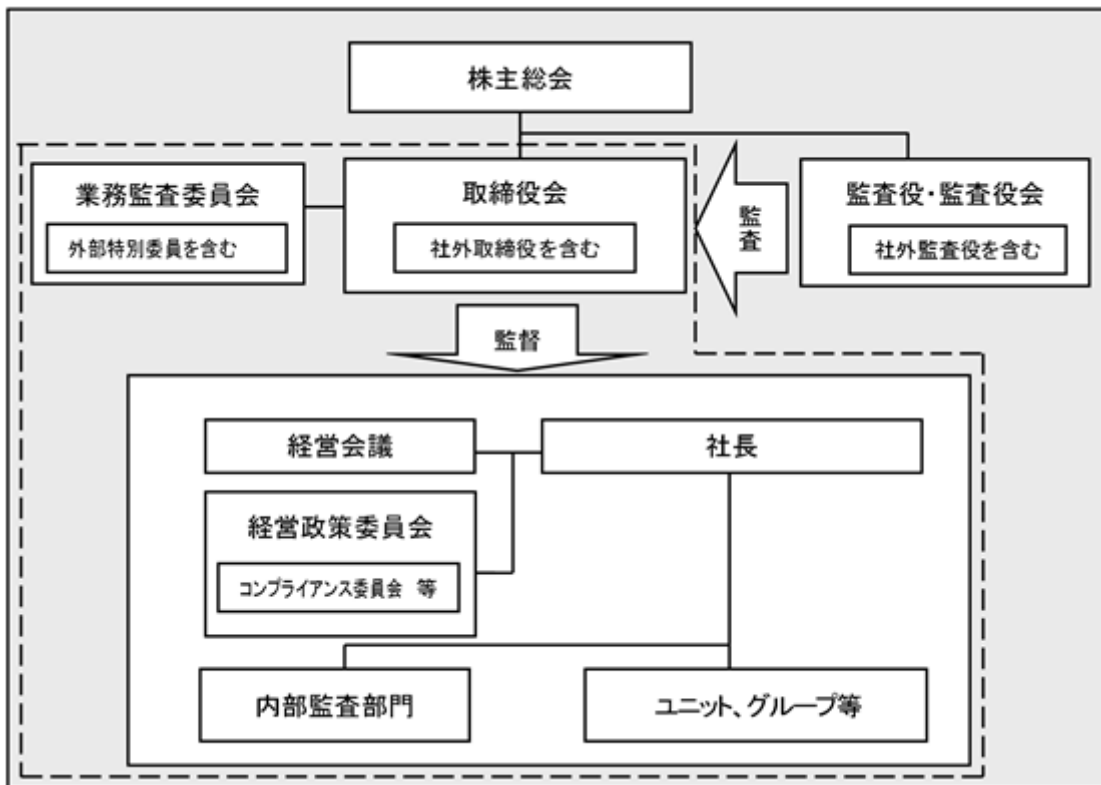 株主総会
業務監査委員会
外部特別委員を含む
取締役会
社外取締役を含む
監査
監査役・監査役会
社外監査役を含む
監督
経営会議
社長
経営政策委員会
コンプライアンス委員会 等
内部監査部門
ユニット、グループ等